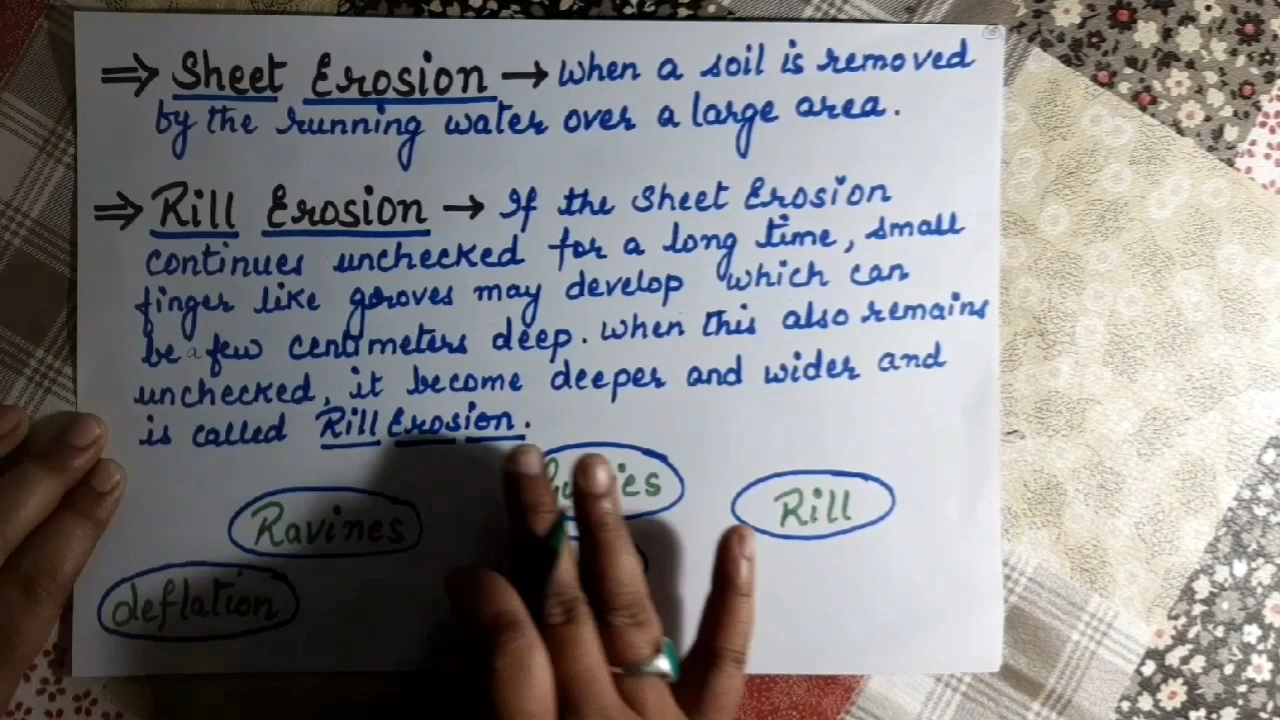 ⇒ Sheet Erosion → When a soil is removed
by the running water over a large area.
⇒ Rill Erosion → If the Sheet Erosion
continues unchecked for a long time, small
finger like goroves may develop which can
be a few centimeters deep. When this also remains
unchecked, it become deeper and wider and
is called Rill Erosion.
Ravines
Rill
deflation